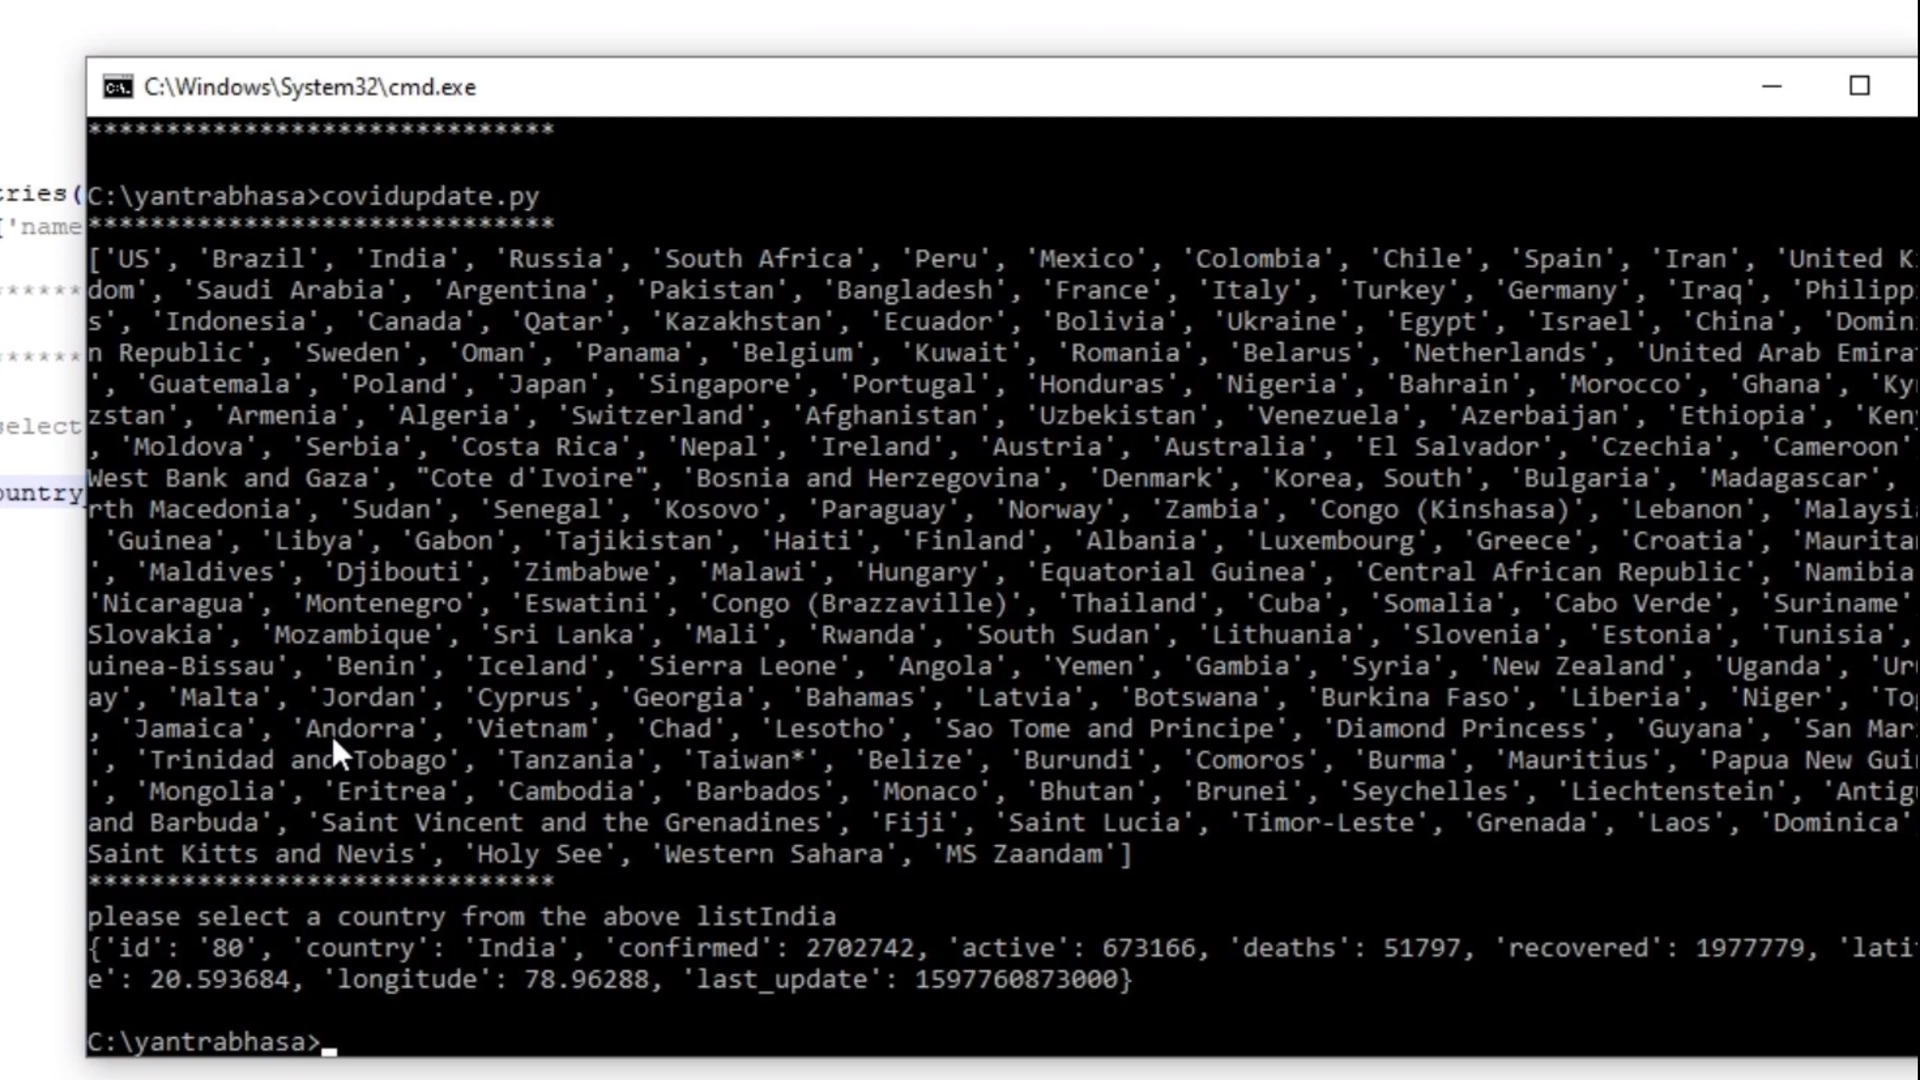 C:\Windows\System32\cmd.exe
******************************
tries(
C:\yantrabhasa>covidupdate.py
['name
******************************
['US', 'Brazil', 'India', 'Russia', 'South Africa', 'Peru', 'Mexico', 'Colombia', 'Chile', 'Spain', 'Iran', 'United K
*****
dom', 'Saudi Arabia', 'Argentina', 'Pakistan', 'Bangladesh', 'France', 'Italy', 'Turkey', 'Germany', 'Iraq', 'Philipp
s', 'Indonesia', 'Canada', 'Qatar', 'Kazakhstan', 'Ecuador', 'Bolivia', 'Ukraine', 'Egypt', 'Israel', 'China', 'Domin
*****
n Republic', 'Sweden', 'Oman', 'Panama', 'Belgium', 'Kuwait', 'Romania', 'Belarus', 'Netherlands', 'United Arab Emira
', 'Guatemala', 'Poland', 'Japan', 'Singapore', 'Portugal', 'Honduras', 'Nigeria', 'Bahrain', 'Morocco', 'Ghana', 'Ky
zstan', 'Armenia', 'Algeria', 'Switzerland', 'Afghanistan', 'Uzbekistan', 'Venezuela', 'Azerbaijan', 'Ethiopia', 'Ken
select
, 'Moldova', 'Serbia', 'Costa Rica', 'Nepal', 'Ireland', 'Austria', 'Australia', 'El Salvador', 'Czechia', 'Cameroon'
West Bank and Gaza', "Cote d'Ivoire", 'Bosnia and Herzegovina', 'Denmark', 'Korea, South', 'Bulgaria', 'Madagascar',
ountry
rth Macedonia', 'Sudan', 'Senegal', 'Kosovo', 'Paraguay', 'Norway', 'Zambia', 'Congo (Kinshasa)', 'Lebanon', 'Malaysi
'Guinea', 'Libya', 'Gabon', 'Tajikistan', 'Haiti', 'Finland', 'Albania', 'Luxembourg', 'Greece', 'Croatia', 'Maurita
', 'Maldives', 'Djibouti', 'Zimbabwe', 'Malawi', 'Hungary', 'Equatorial Guinea', 'Central African Republic', 'Namibia
'Nicaragua', 'Montenegro', 'Eswatini', 'Congo (Brazzaville)', 'Thailand', 'Cuba', 'Somalia', 'Cabo Verde', 'Suriname'
Slovakia', 'Mozambique', 'Sri Lanka', 'Mali', 'Rwanda', 'South Sudan', 'Lithuania', 'Slovenia', 'Estonia', 'Tunisia',
uinea-Bissau', 'Benin', 'Iceland', 'Sierra Leone', 'Angola', 'Yemen', 'Gambia', 'Syria', 'New Zealand', 'Uganda', 'Ur
ay', 'Malta', 'Jordan', 'Cyprus', 'Georgia', 'Bahamas', 'Latvia', 'Botswana', 'Burkina Faso', 'Liberia', 'Niger', 'To
, 'Jamaica', 'Andorra', 'Vietnam', 'Chad', 'Lesotho', 'Sao Tome and Principe', 'Diamond Princess', 'Guyana', 'San Mar
', 'Trinidad and Tobago', 'Tanzania', 'Taiwan*', 'Belize', 'Burundi', 'Comoros', 'Burma', 'Mauritius', 'Papua New Gui
', 'Mongolia', 'Eritrea', 'Cambodia', 'Barbados', 'Monaco', 'Bhutan', 'Brunei', 'Seychelles', 'Liechtenstein', 'Antig
and Barbuda', 'Saint Vincent and the Grenadines', 'Fiji', 'Saint Lucia', 'Timor-Leste', 'Grenada', 'Laos', 'Dominica'
Saint Kitts and Nevis', 'Holy See', 'Western Sahara', 'MS Zaandam']
******************************
please select a country from the above listIndia
{'id': '80', 'country': 'India', 'confirmed': 2702742, 'active': 673166, 'deaths': 51797, 'recovered': 1977779, 'lati
e': 20.593684, 'longitude': 78.96288, 'last_update': 1597760873000}
C:\yantrabhasa>